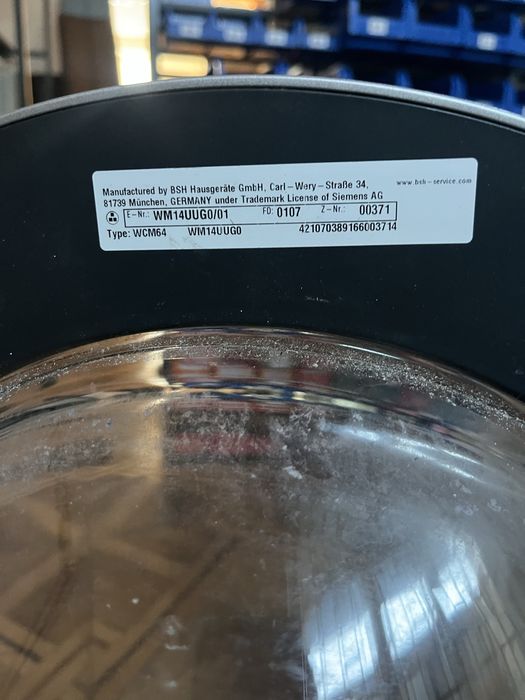 Manufactured by BSH Hausgeräte GmbH, Carl-Wery-Straße 34, www.bsh-service.com
81739 München, GERMANY under Trademark License of Siemens AG
E-Nr.: WM14UUG0/01 FD: 0107 Z-Nr.: 00371
Type: WCM64 WM14UUG0 421070389166003714